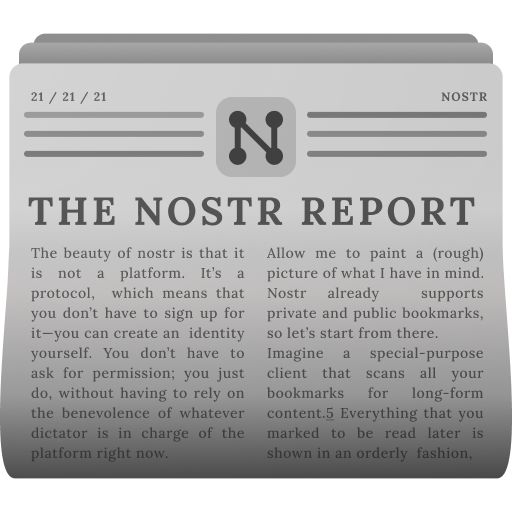 21 / 21 / 21
NOSTR
N
THE NOSTR REPORT
The beauty of nostr is that it
is not a platform. It's a
protocol, which means that
you don't have to sign up for
it—you can create an identity
yourself. You don't have to
ask for permission; you just
do, without having to rely on
the benevolence of whatever
dictator is in charge of the
platform right now.
Allow me to paint a (rough)
picture of what I have in mind.
Nostr already supports
private and public bookmarks,
so let's start from there.
Imagine a special-purpose
client that scans all your
bookmarks for long-form
content.5 Everything that you
marked to be read later is
shown in an orderly fashion,